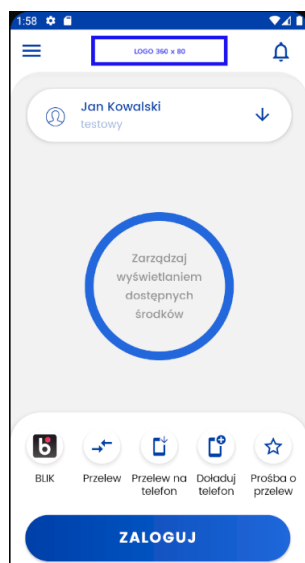 1:58
LOGO 360 x 80
Jan Kowalski
testowy
Zarządzaj
wyświetlaniem
dostępnych
środków
BLIK
Przelew
Przelew na
telefon
Doładuj
telefon
Prośba o
przelew
ZALOGUJ